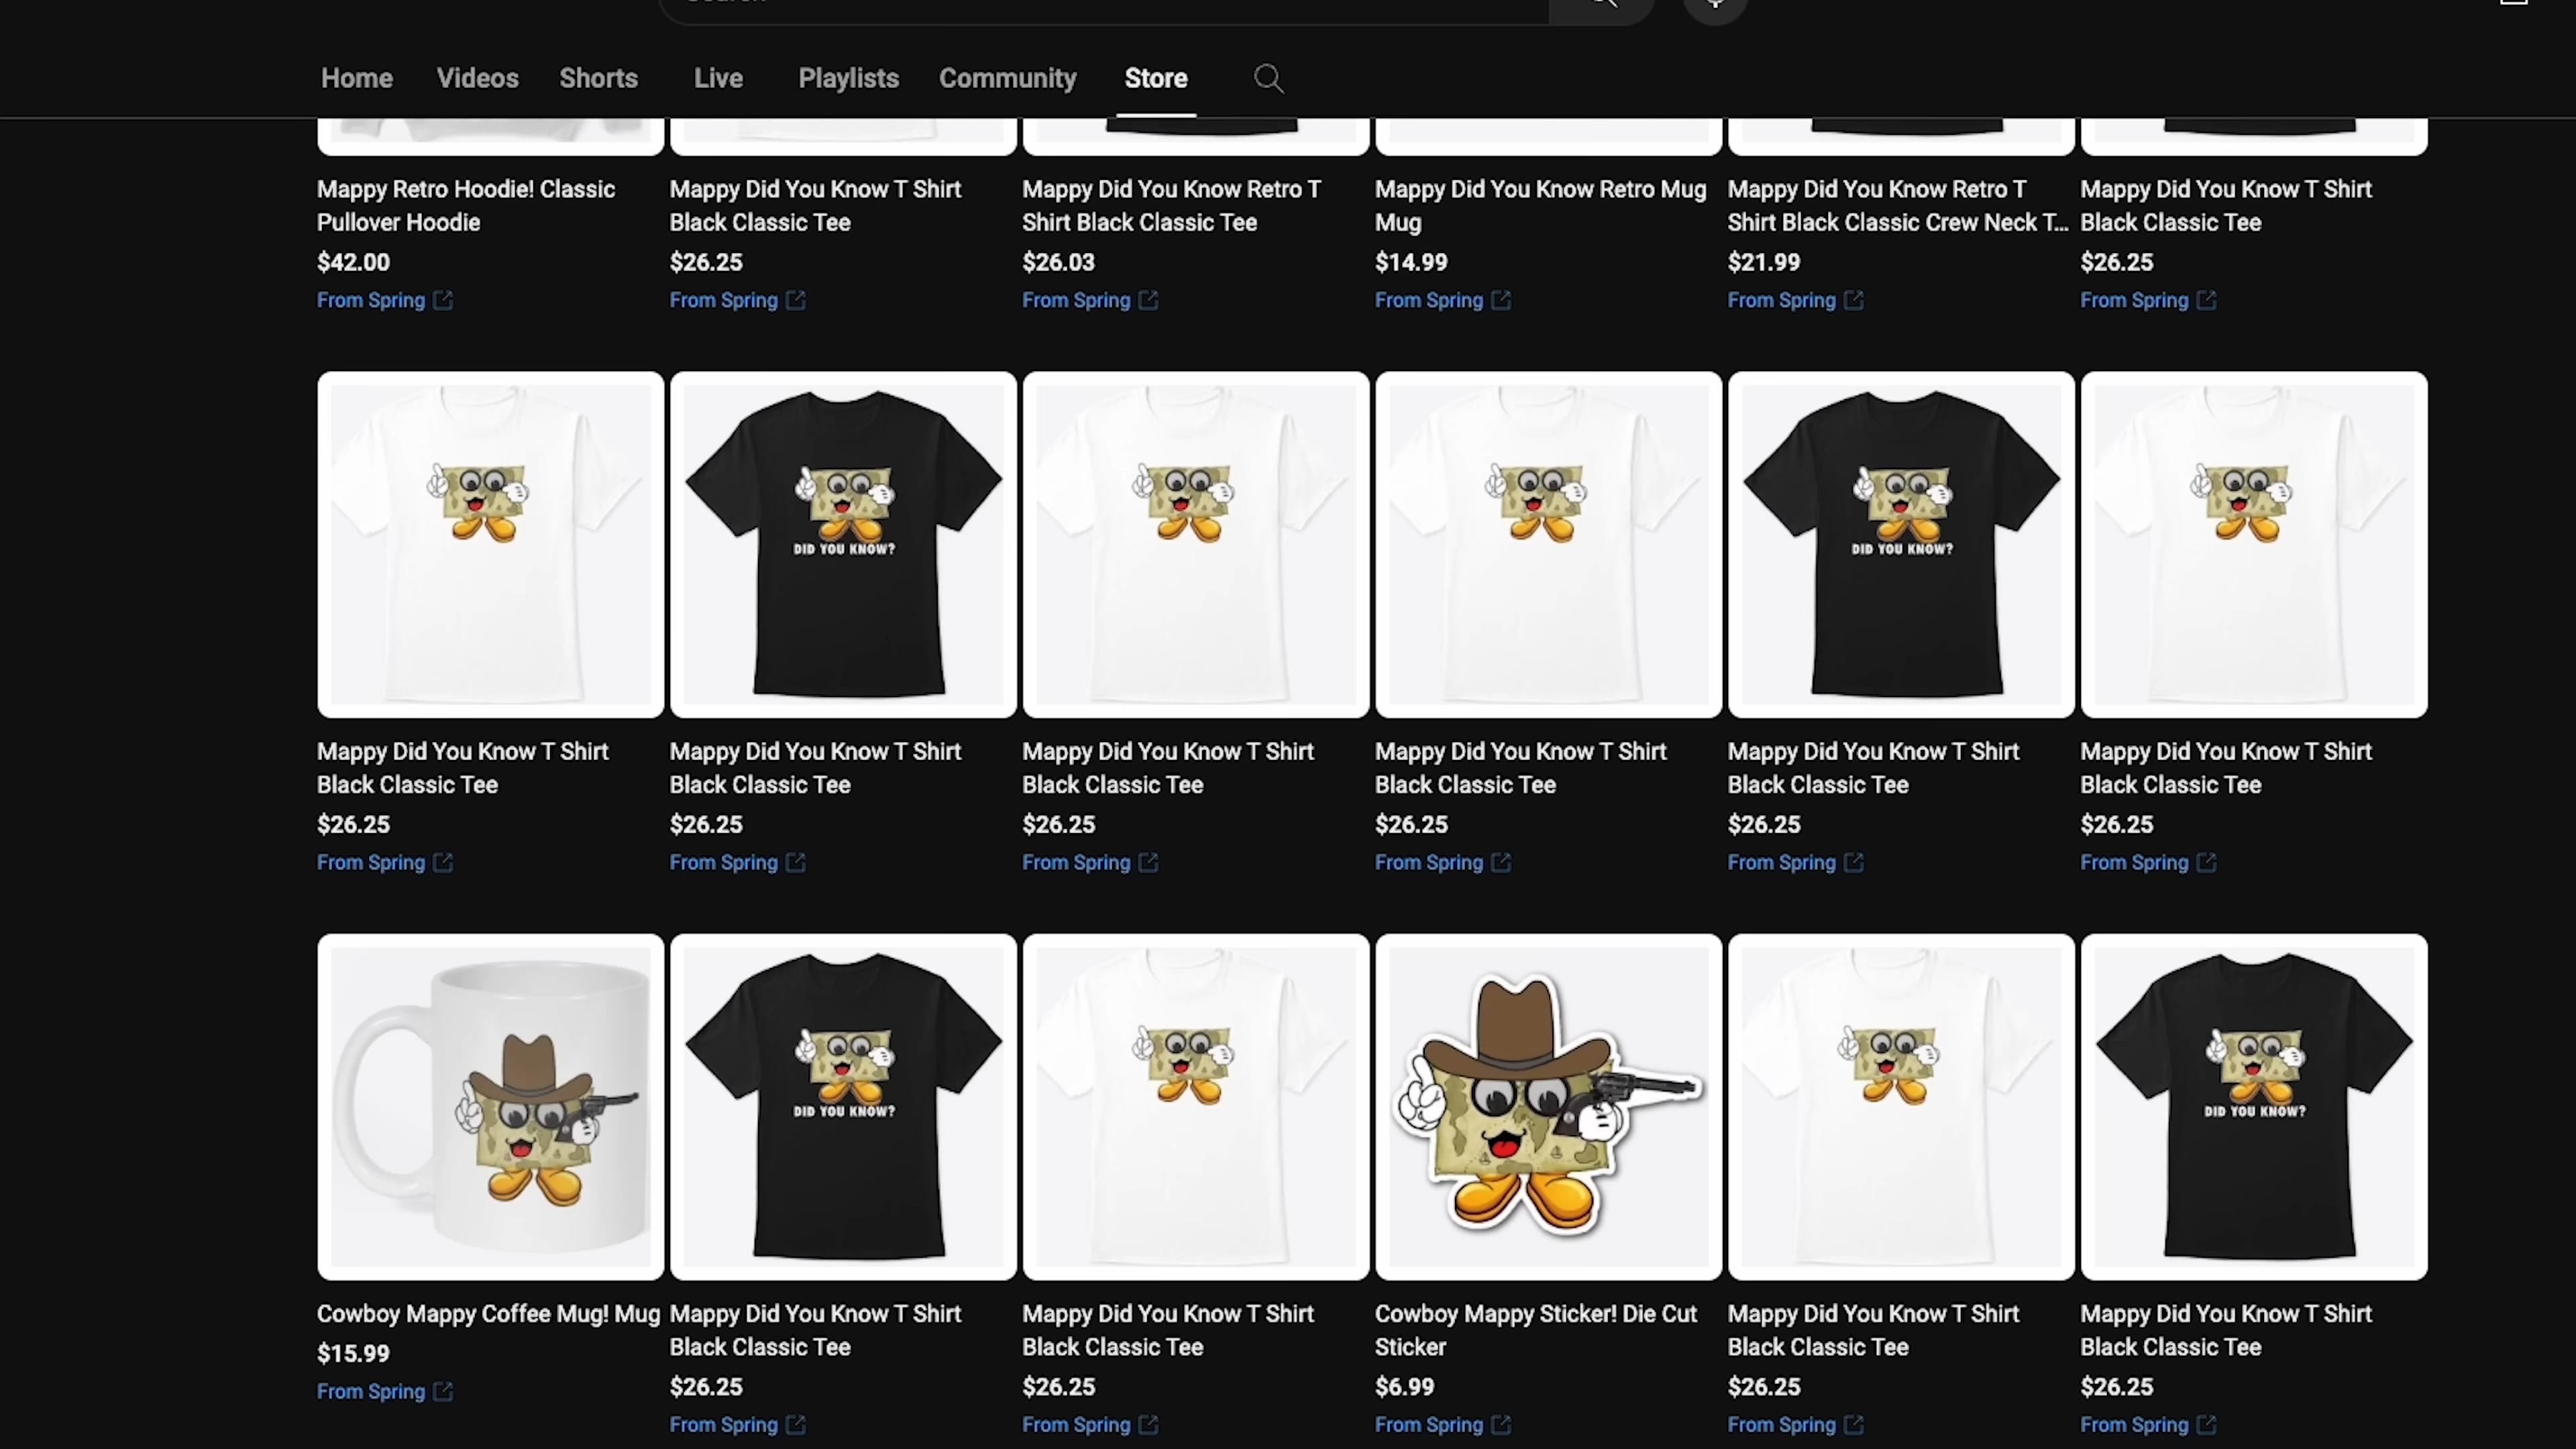 Home Videos Shorts Live Playlists Community Store
Mappy Retro Hoodie! Classic
Pullover Hoodie
$42.00
From Spring
Mappy Did You Know T Shirt
Black Classic Tee
$26.25
From Spring
Mappy Did You Know Retro T
Shirt Black Classic Tee
$26.03
From Spring
Mappy Did You Know Retro Mug
Mug
$14.99
From Spring
Mappy Did You Know Retro T
Shirt Black Classic Crew Neck T...
$21.99
From Spring
Mappy Did You Know T Shirt
Black Classic Tee
$26.25
From Spring
Mappy Did You Know T Shirt
Black Classic Tee
$26.25
From Spring
DID YOU KNOW?
Mappy Did You Know T Shirt
Black Classic Tee
$26.25
From Spring
Mappy Did You Know T Shirt
Black Classic Tee
$26.25
From Spring
Mappy Did You Know T Shirt
Black Classic Tee
$26.25
From Spring
DID YOU KNOW?
Mappy Did You Know T Shirt
Black Classic Tee
$26.25
From Spring
Mappy Did You Know T Shirt
Black Classic Tee
$26.25
From Spring
Cowboy Mappy Coffee Mug! Mug
$15.99
From Spring
DID YOU KNOW?
Mappy Did You Know T Shirt
Black Classic Tee
$26.25
From Spring
Mappy Did You Know T Shirt
Black Classic Tee
$26.25
From Spring
Cowboy Mappy Sticker! Die Cut
Sticker
$6.99
From Spring
Mappy Did You Know T Shirt
Black Classic Tee
$26.25
From Spring
DID YOU KNOW?
Mappy Did You Know T Shirt
Black Classic Tee
$26.25
From Spring